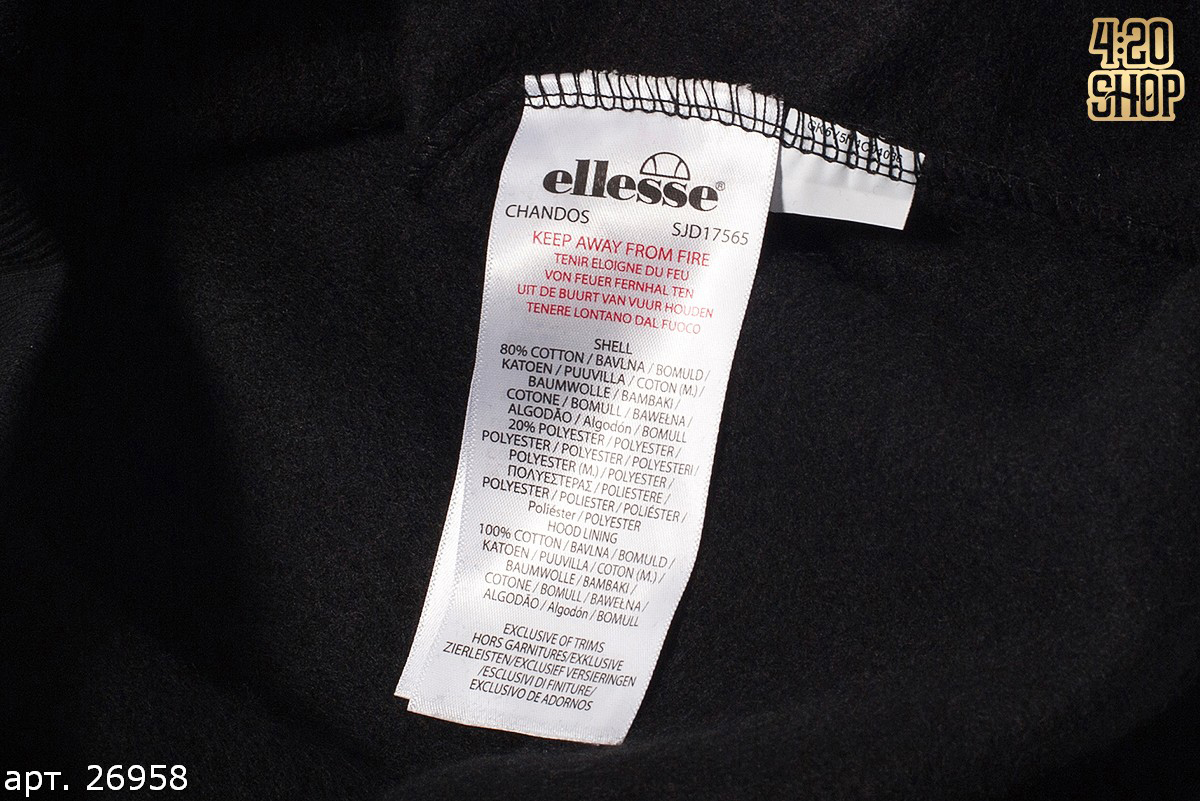 4:20
SHOP
ellesse®
CHANDOS
SJD17565
KEEP AWAY FROM FIRE
TENIR ELOIGNE DU FEU
VON FEUER FERNHAL TEN
UIT DE BUURT VAN VUUR HOUDEN
TENERE LONTANO DAL FUOCO
SHELL
80% COTTON / BAVLNA / BOMULD /
KATOEN / PUUVILLA / COTON (M.) /
BAUMWOLLE / BAMBAKI /
COTONE / BOMULL / BAWEŁNA /
ALGODÃO / Algodón / BOMULL
20% POLYESTER / POLYESTER /
POLYESTER / POLYESTER / POLYESTERI /
POLYESTER (M.) / POLYESTER /
ΠΟΛΥΕΣΤΕΡΑΣ / POLIESTERE /
POLYESTER / POLIESTER / POLIÉSTER /
Poliéster / POLYESTER
HOOD LINING
100% COTTON / BAVLNA / BOMULD /
KATOEN / PUUVILLA / COTON (M.) /
BAUMWOLLE / BAMBAKI /
COTONE / BOMULL / BAWEŁNA /
ALGODÃO / Algodón / BOMULL
EXCLUSIVE OF TRIMS
HORS GARNITURES/EXKLUSIVE
ZIERLEISTEN/EXCLUSIEF VERSIERINGEN
/ESCLUSIVI DI FINITURE/
EXCLUSIVO DE ADORNOS
арт. 26958